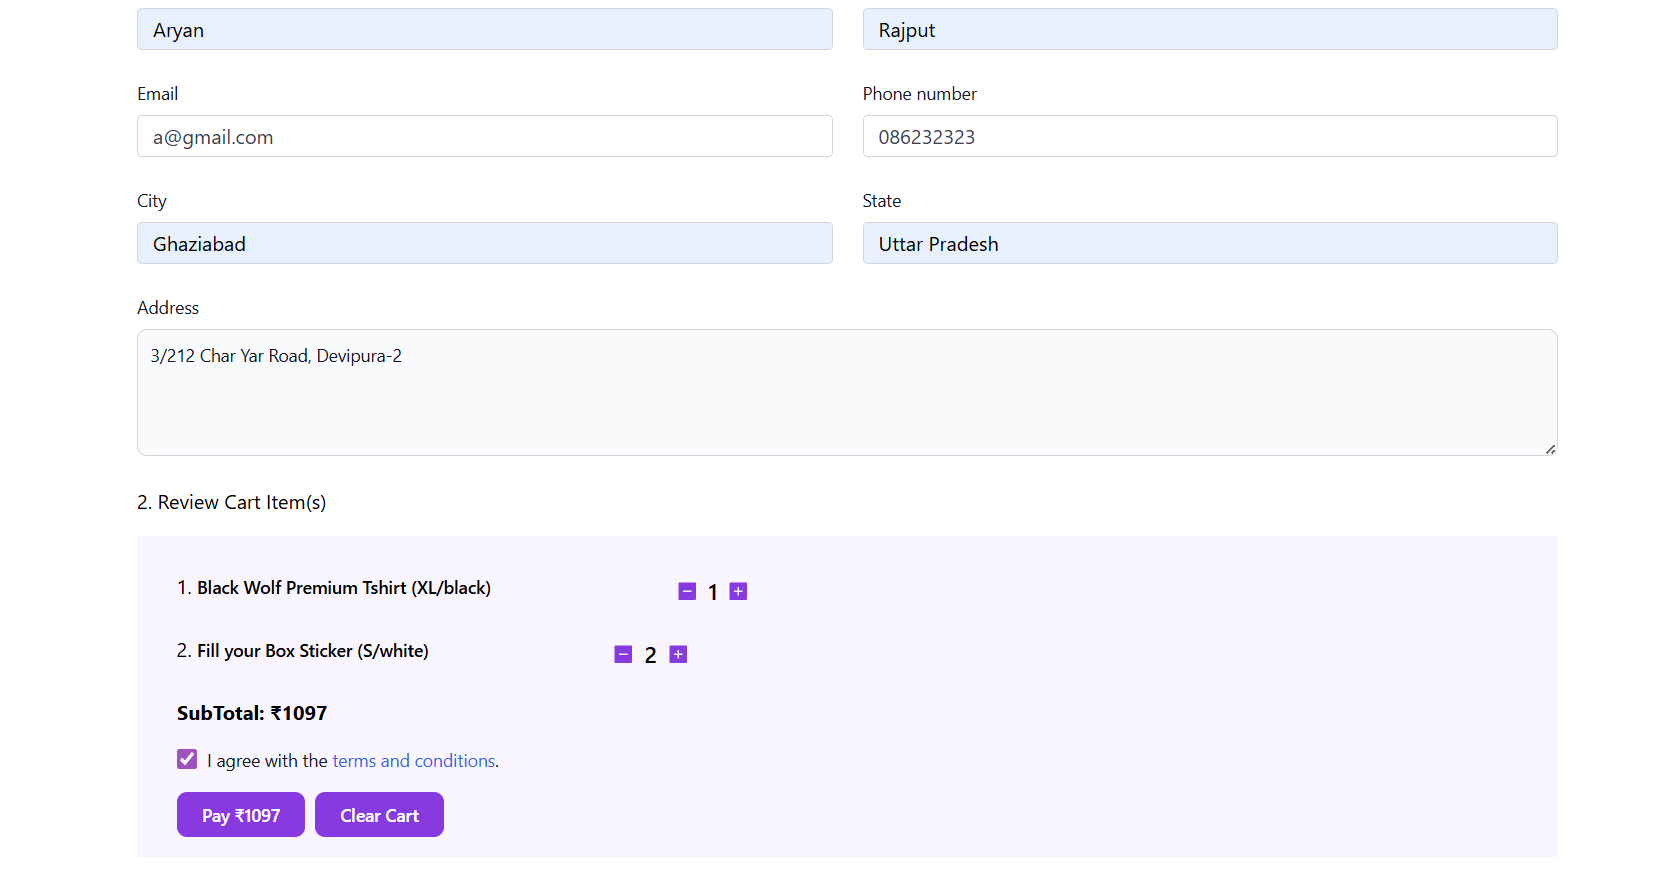 Aryan
Rajput
Email
Phone number
a@gmail.com
086232323
City
State
Ghaziabad
Uttar Pradesh
Address
3/212 Char Yar Road, Devipura-2
2. Review Cart Item(s)
1. Black Wolf Premium Tshirt (XL/black)
1
2. Fill your Box Sticker (S/white)
2
SubTotal: ₹1097
I agree with the terms and conditions.
Pay ₹1097
Clear Cart